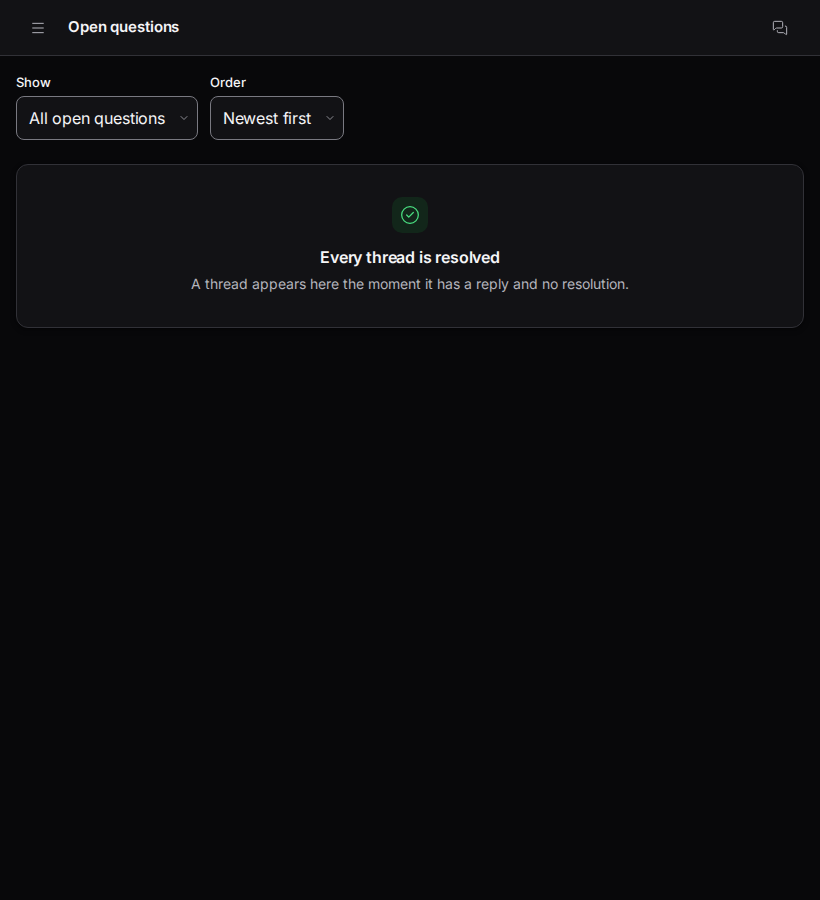 Open questions
Show
Order
All open questions
Newest first
Every thread is resolved
A thread appears here the moment it has a reply and no resolution.